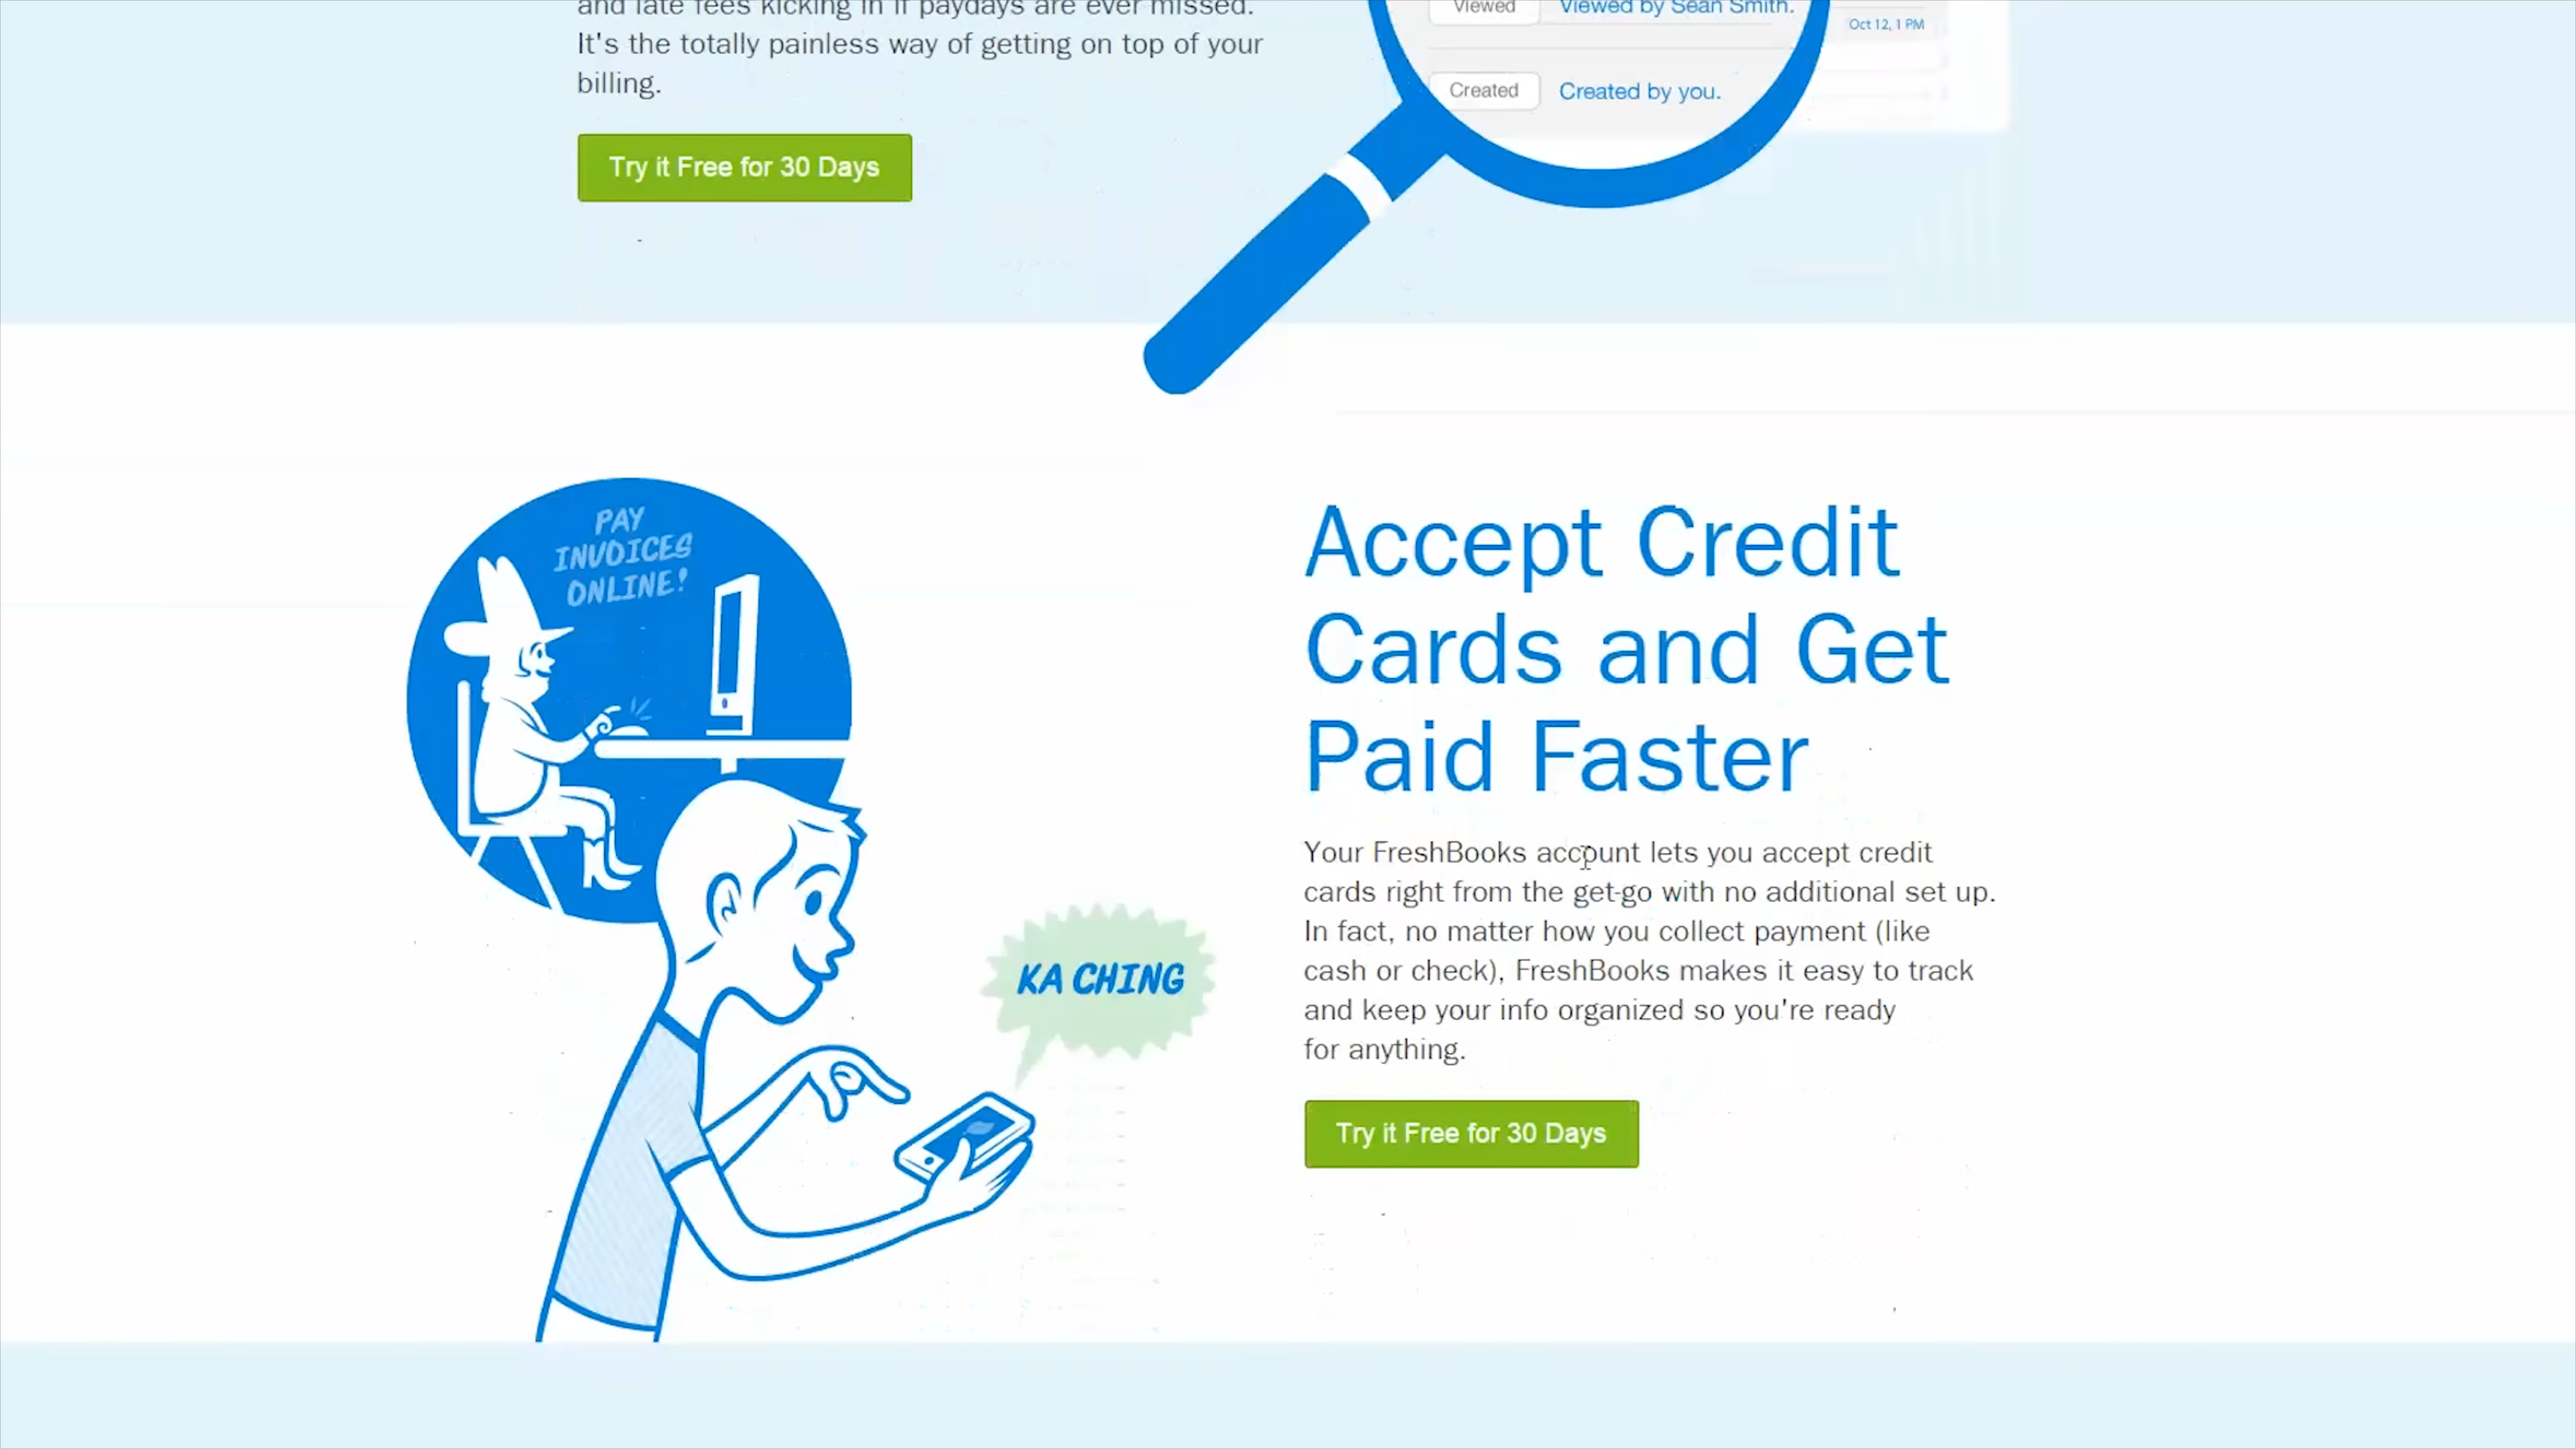 and late fees kicking in if paydays are ever missed.
It's the totally painless way of getting on top of your
billing.
Try it Free for 30 Days
Viewed Viewed by Sean Smith.
Oct 12, 1 PM
Created Created by you.
PAY
INVOICES
ONLINE!
KA CHING
Accept Credit
Cards and Get
Paid Faster
Your FreshBooks account lets you accept credit
cards right from the get-go with no additional set up.
In fact, no matter how you collect payment (like
cash or check), FreshBooks makes it easy to track
and keep your info organized so you're ready
for anything.
Try it Free for 30 Days